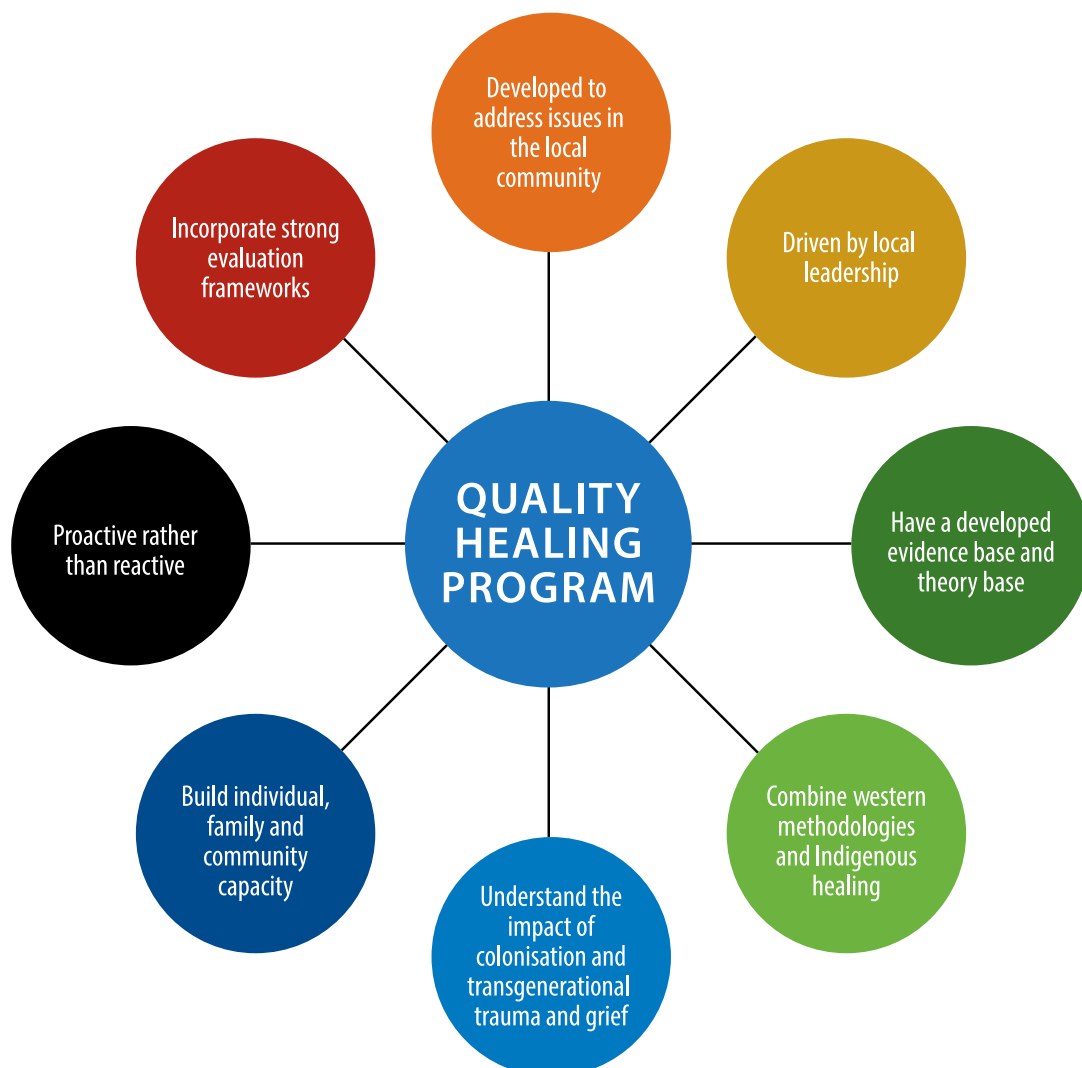 Developed to
address issues in
the local
community
Driven by local
leadership
Have a developed
evidence base and
theory base
Combine western
methodologies
and Indigenous
healing
Understand the
impact of
colonisation and
transgenerational
trauma and grief
Build individual,
family and
community
capacity
Proactive rather
than reactive
Incorporate strong
evaluation
frameworks
QUALITY
HEALING
PROGRAM